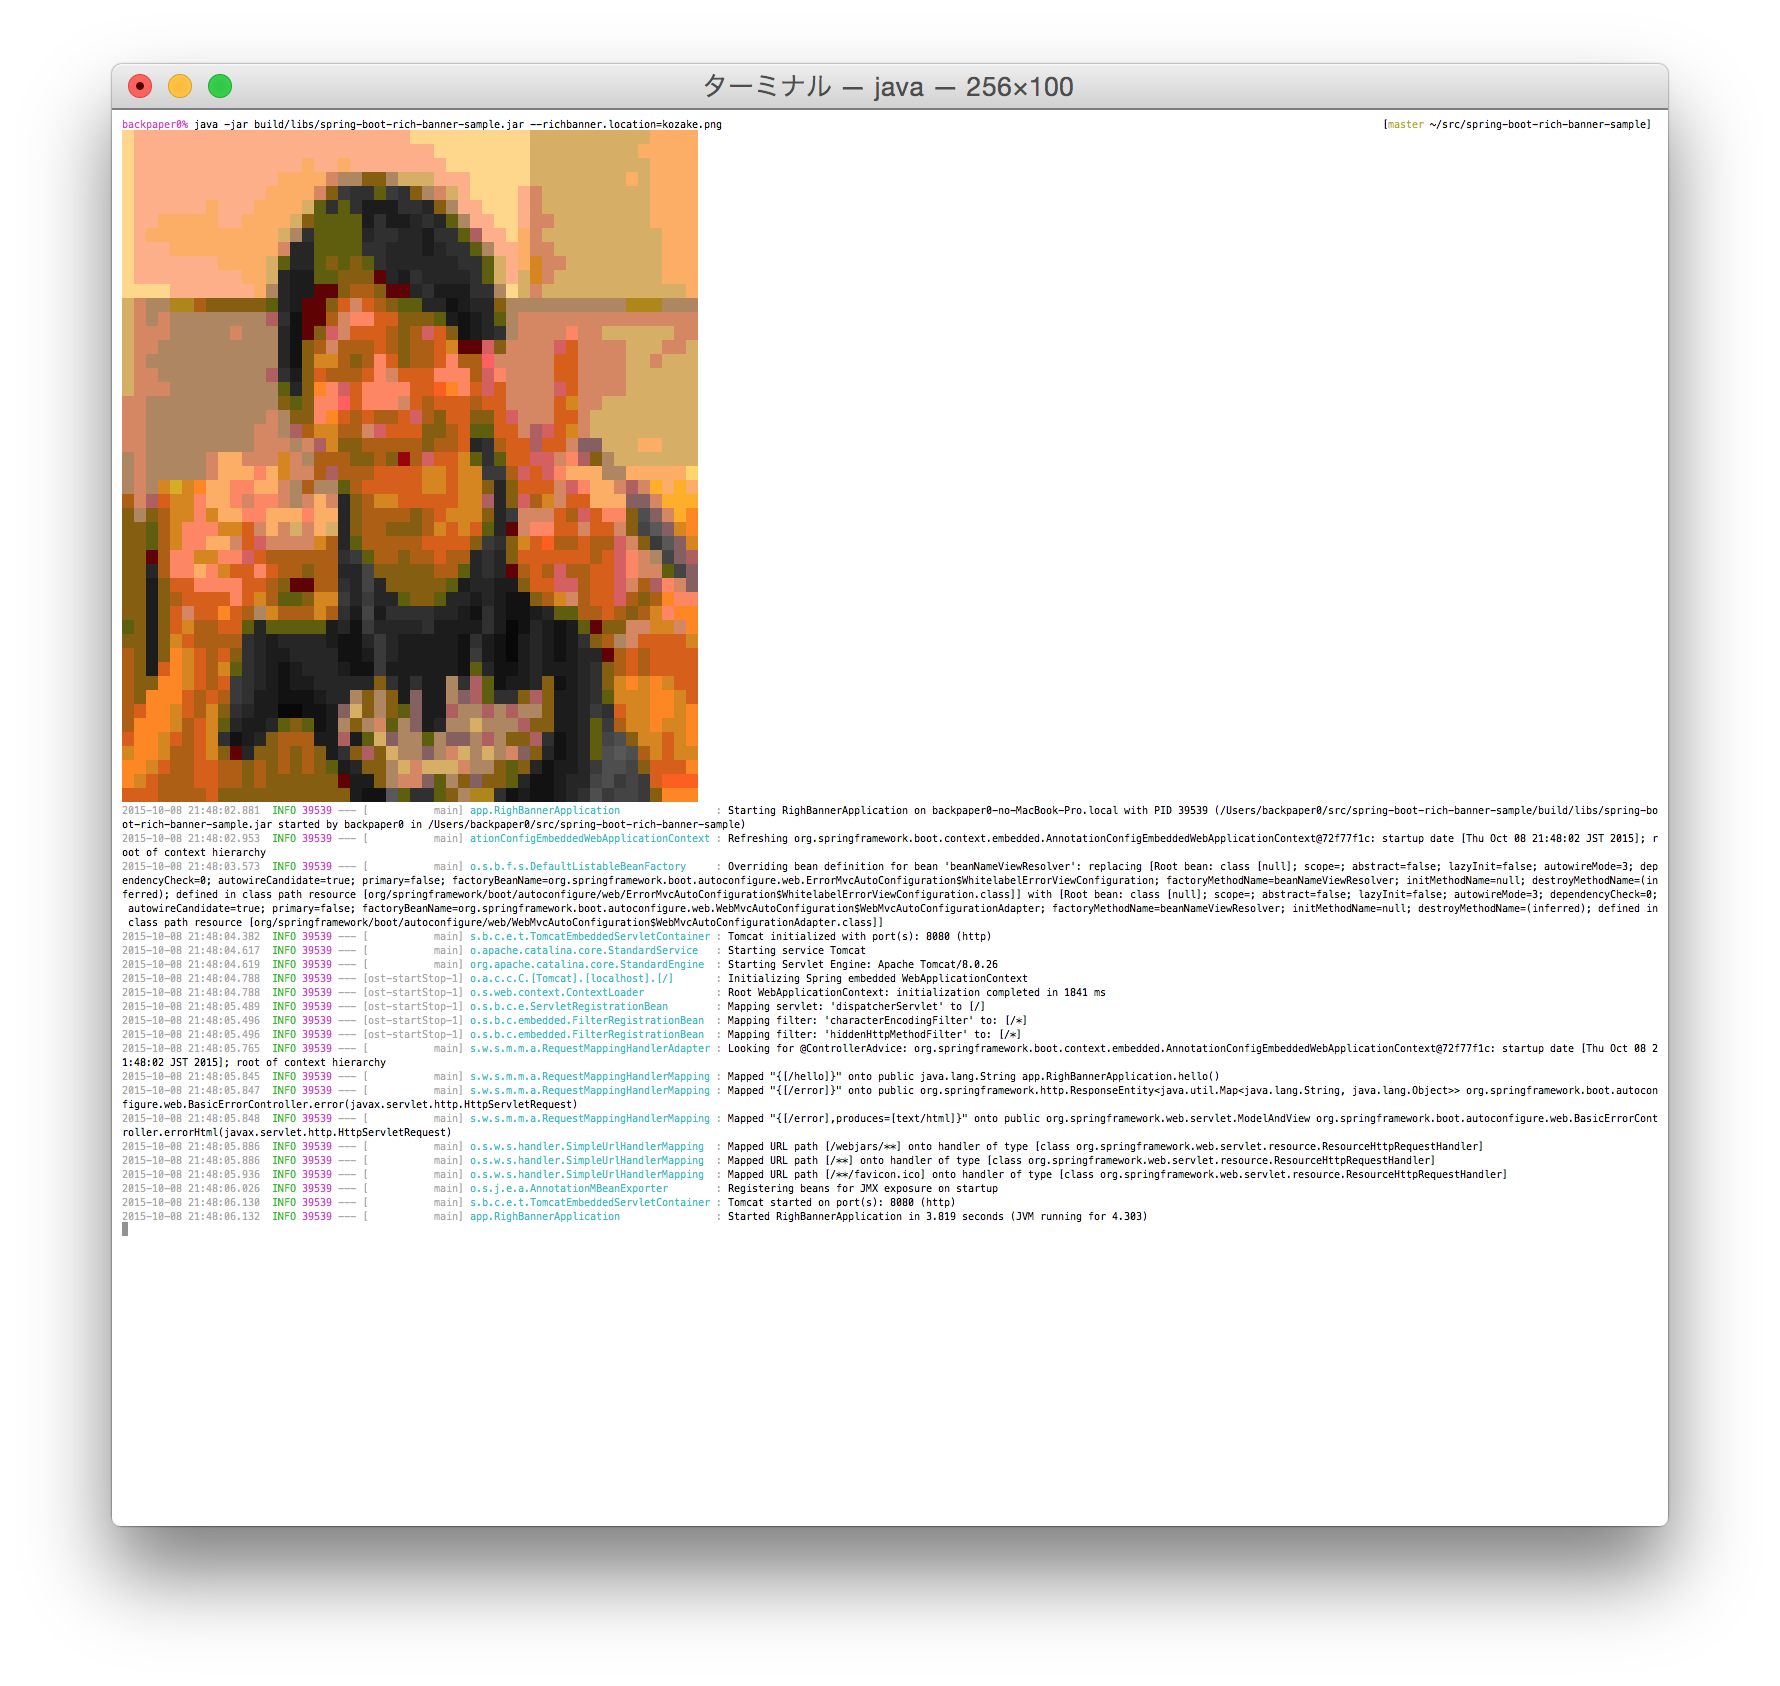 ターミナル — java — 256×100
backpaper0% java -jar build/libs/spring-boot-rich-banner-sample.jar --richbanner.location=kozake.png [master ~/src/spring-boot-rich-banner-sample]
2015-10-08 21:48:02.881  INFO 39539 --- [           main] app.RighBannerApplication                : Starting RighBannerApplication on backpaper0-no-MacBook-Pro.local with PID 39539 (/Users/backpaper0/src/spring-boot-rich-banner-sample/build/libs/spring-bo
ot-rich-banner-sample.jar started by backpaper0 in /Users/backpaper0/src/spring-boot-rich-banner-sample)
2015-10-08 21:48:02.953  INFO 39539 --- [           main] ationConfigEmbeddedWebApplicationContext : Refreshing org.springframework.boot.context.embedded.AnnotationConfigEmbeddedWebApplicationContext@72f77f1c: startup date [Thu Oct 08 21:48:02 JST 2015]; r
oot of context hierarchy
2015-10-08 21:48:03.573  INFO 39539 --- [           main] o.s.b.f.s.DefaultListableBeanFactory     : Overriding bean definition for bean 'beanNameViewResolver': replacing [Root bean: class [null]; scope=; abstract=false; lazyInit=false; autowireMode=3; dep
endencyCheck=0; autowireCandidate=true; primary=false; factoryBeanName=org.springframework.boot.autoconfigure.web.ErrorMvcAutoConfiguration$WhitelabelErrorViewConfiguration; factoryMethodName=beanNameViewResolver; initMethodName=null; destroyMethodName=(in
ferred); defined in class path resource [org/springframework/boot/autoconfigure/web/ErrorMvcAutoConfiguration$WhitelabelErrorViewConfiguration.class]] with [Root bean: class [null]; scope=; abstract=false; lazyInit=false; autowireMode=3; dependencyCheck=0;
 autowireCandidate=true; primary=false; factoryBeanName=org.springframework.boot.autoconfigure.web.WebMvcAutoConfiguration$WebMvcAutoConfigurationAdapter; factoryMethodName=beanNameViewResolver; initMethodName=null; destroyMethodName=(inferred); defined in
 class path resource [org/springframework/boot/autoconfigure/web/WebMvcAutoConfiguration$WebMvcAutoConfigurationAdapter.class]]
2015-10-08 21:48:04.382  INFO 39539 --- [           main] s.b.c.e.t.TomcatEmbeddedServletContainer : Tomcat initialized with port(s): 8080 (http)
2015-10-08 21:48:04.617  INFO 39539 --- [           main] o.apache.catalina.core.StandardService   : Starting service Tomcat
2015-10-08 21:48:04.619  INFO 39539 --- [           main] org.apache.catalina.core.StandardEngine  : Starting Servlet Engine: Apache Tomcat/8.0.26
2015-10-08 21:48:04.788  INFO 39539 --- [ost-startStop-1] o.a.c.c.C.[Tomcat].[localhost].[/]       : Initializing Spring embedded WebApplicationContext
2015-10-08 21:48:04.788  INFO 39539 --- [ost-startStop-1] o.s.web.context.ContextLoader            : Root WebApplicationContext: initialization completed in 1841 ms
2015-10-08 21:48:05.489  INFO 39539 --- [ost-startStop-1] o.s.b.c.e.ServletRegistrationBean        : Mapping servlet: 'dispatcherServlet' to [/]
2015-10-08 21:48:05.496  INFO 39539 --- [ost-startStop-1] o.s.b.c.embedded.FilterRegistrationBean  : Mapping filter: 'characterEncodingFilter' to: [/*]
2015-10-08 21:48:05.496  INFO 39539 --- [ost-startStop-1] o.s.b.c.embedded.FilterRegistrationBean  : Mapping filter: 'hiddenHttpMethodFilter' to: [/*]
2015-10-08 21:48:05.765  INFO 39539 --- [           main] s.w.s.m.m.a.RequestMappingHandlerAdapter : Looking for @ControllerAdvice: org.springframework.boot.context.embedded.AnnotationConfigEmbeddedWebApplicationContext@72f77f1c: startup date [Thu Oct 08 2
1:48:02 JST 2015]; root of context hierarchy
2015-10-08 21:48:05.845  INFO 39539 --- [           main] s.w.s.m.m.a.RequestMappingHandlerMapping : Mapped "{[/hello]}" onto public java.lang.String app.RighBannerApplication.hello()
2015-10-08 21:48:05.847  INFO 39539 --- [           main] s.w.s.m.m.a.RequestMappingHandlerMapping : Mapped "{[/error]}" onto public org.springframework.http.ResponseEntity<java.util.Map<java.lang.String, java.lang.Object>> org.springframework.boot.autocon
figure.web.BasicErrorController.error(javax.servlet.http.HttpServletRequest)
2015-10-08 21:48:05.848  INFO 39539 --- [           main] s.w.s.m.m.a.RequestMappingHandlerMapping : Mapped "{[/error],produces=[text/html]}" onto public org.springframework.web.servlet.ModelAndView org.springframework.boot.autoconfigure.web.BasicErrorCont
roller.errorHtml(javax.servlet.http.HttpServletRequest)
2015-10-08 21:48:05.886  INFO 39539 --- [           main] o.s.w.s.handler.SimpleUrlHandlerMapping  : Mapped URL path [/webjars/**] onto handler of type [class org.springframework.web.servlet.resource.ResourceHttpRequestHandler]
2015-10-08 21:48:05.886  INFO 39539 --- [           main] o.s.w.s.handler.SimpleUrlHandlerMapping  : Mapped URL path [/**] onto handler of type [class org.springframework.web.servlet.resource.ResourceHttpRequestHandler]
2015-10-08 21:48:05.936  INFO 39539 --- [           main] o.s.w.s.handler.SimpleUrlHandlerMapping  : Mapped URL path [/**/favicon.ico] onto handler of type [class org.springframework.web.servlet.resource.ResourceHttpRequestHandler]
2015-10-08 21:48:06.026  INFO 39539 --- [           main] o.s.j.e.a.AnnotationMBeanExporter        : Registering beans for JMX exposure on startup
2015-10-08 21:48:06.130  INFO 39539 --- [           main] s.b.c.e.t.TomcatEmbeddedServletContainer : Tomcat started on port(s): 8080 (http)
2015-10-08 21:48:06.132  INFO 39539 --- [           main] app.RighBannerApplication                : Started RighBannerApplication in 3.819 seconds (JVM running for 4.303)